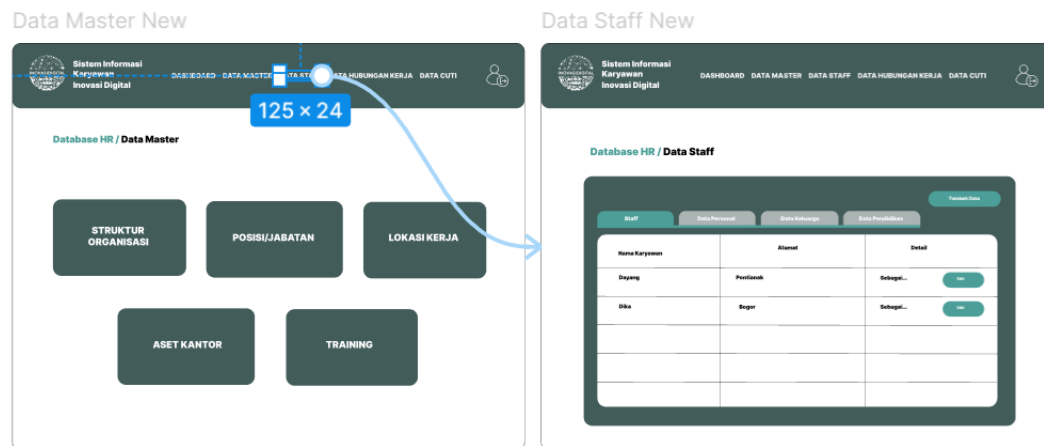 Data Master New
Sistem Informasi
Karyawan
Inovasi Digital
DASHBOARD DATA MASTER DATA HUBUNGAN KERJA DATA CUTI
125 × 24
Database HR / Data Master
STRUKTUR
ORGANISASI
POSISI/JABATAN
LOKASI KERJA
ASET KANTOR
TRAINING
Data Staff New
Sistem Informasi
Karyawan
Inovasi Digital
DASHBOARD DATA MASTER DATA STAFF DATA HUBUNGAN KERJA DATA CUTI
Database HR / Data Staff
Tambah Data
Staff Data Personal Data Keluarga Data Pendidikan
Nama Karyawan Alamat Detail
Dayang Pontianak Sebagai...
Dika Bogor Sebagai...